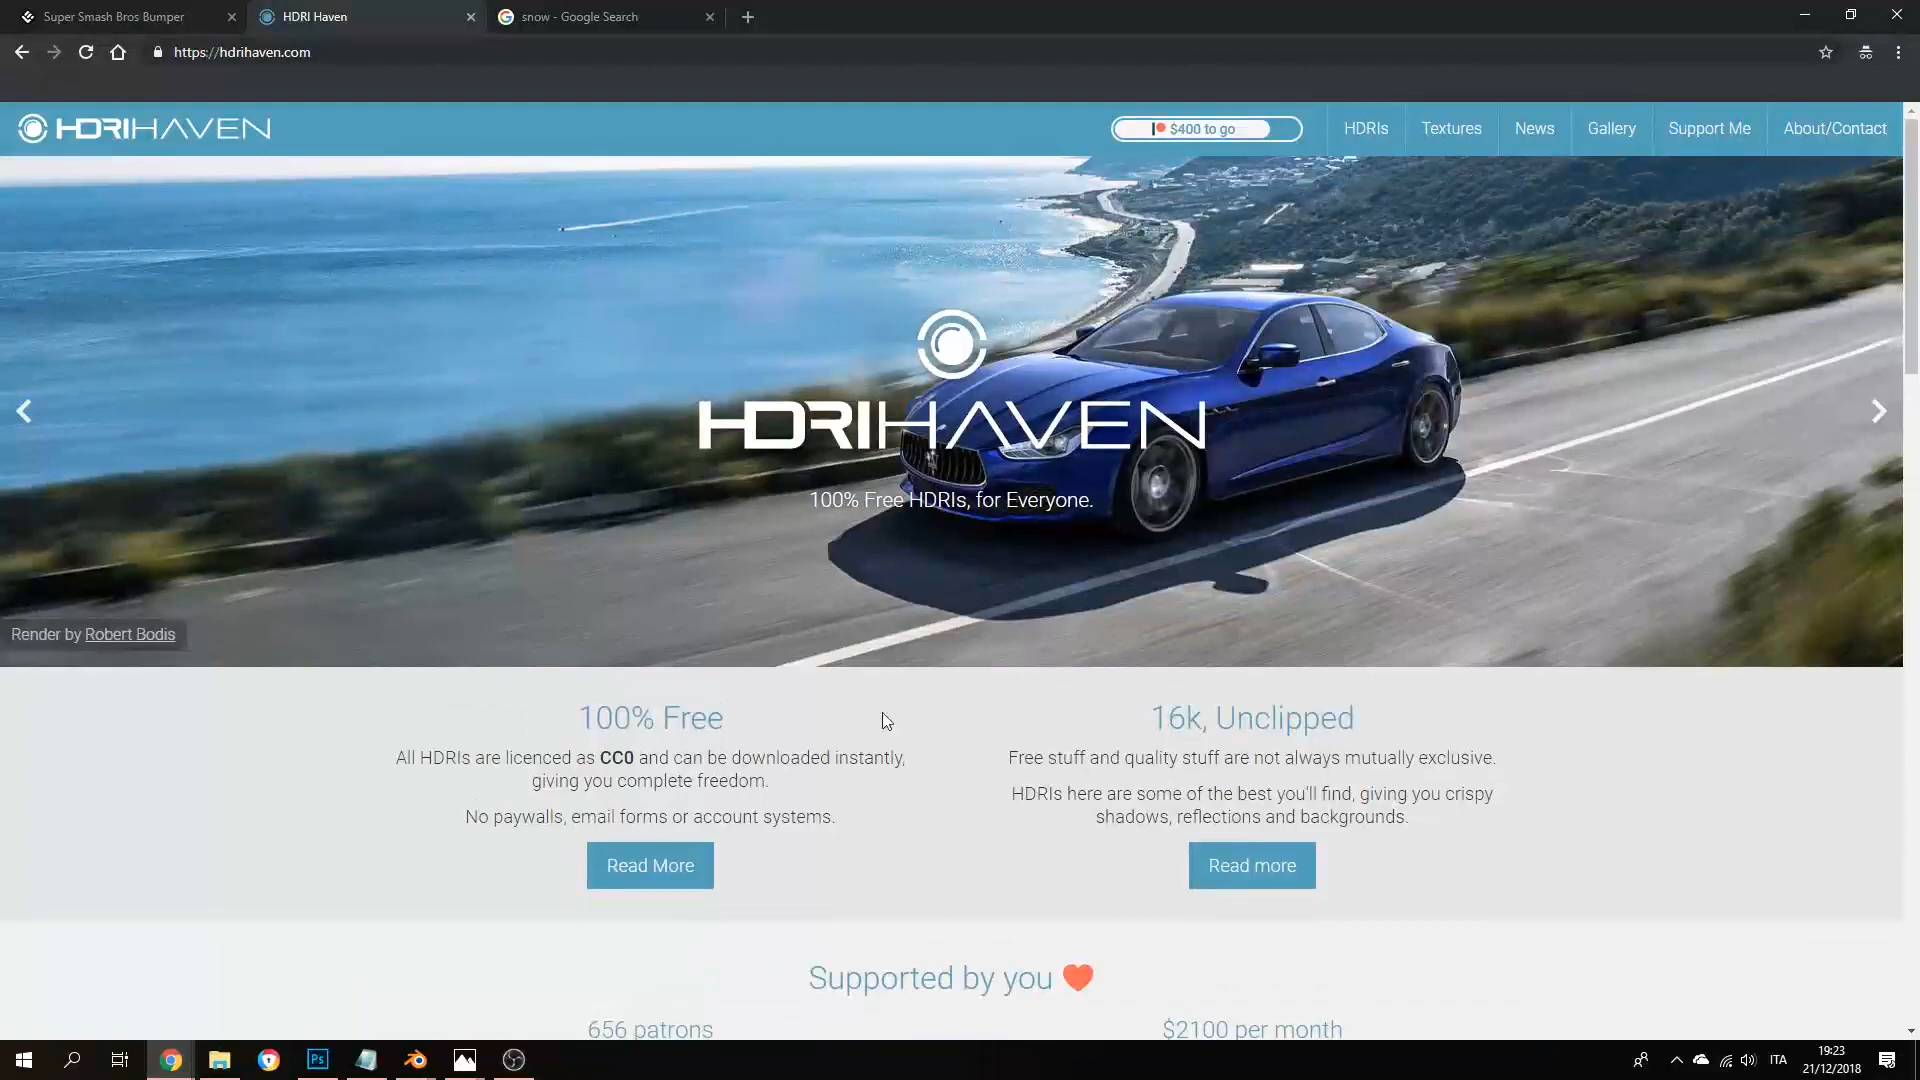 Super Smash Bros Bumper
HDRI Haven
snow - Google Search
https://hdrihaven.com
HDRIHAVEN
$400 to go
HDRIs
Textures
News
Gallery
Support Me
About/Contact
HDRIHAVEN
100% Free HDRIs, for Everyone.
Render by Robert Bodis
100% Free
All HDRIs are licenced as CC0 and can be downloaded instantly,
giving you complete freedom.
No paywalls, email forms or account systems.
Read More
16k, Unclipped
Free stuff and quality stuff are not always mutually exclusive.
HDRIs here are some of the best you'll find, giving you crispy
shadows, reflections and backgrounds.
Read more
Supported by you
656 patrons
$2100 per month
Ps
ITA
19:23
21/12/2018